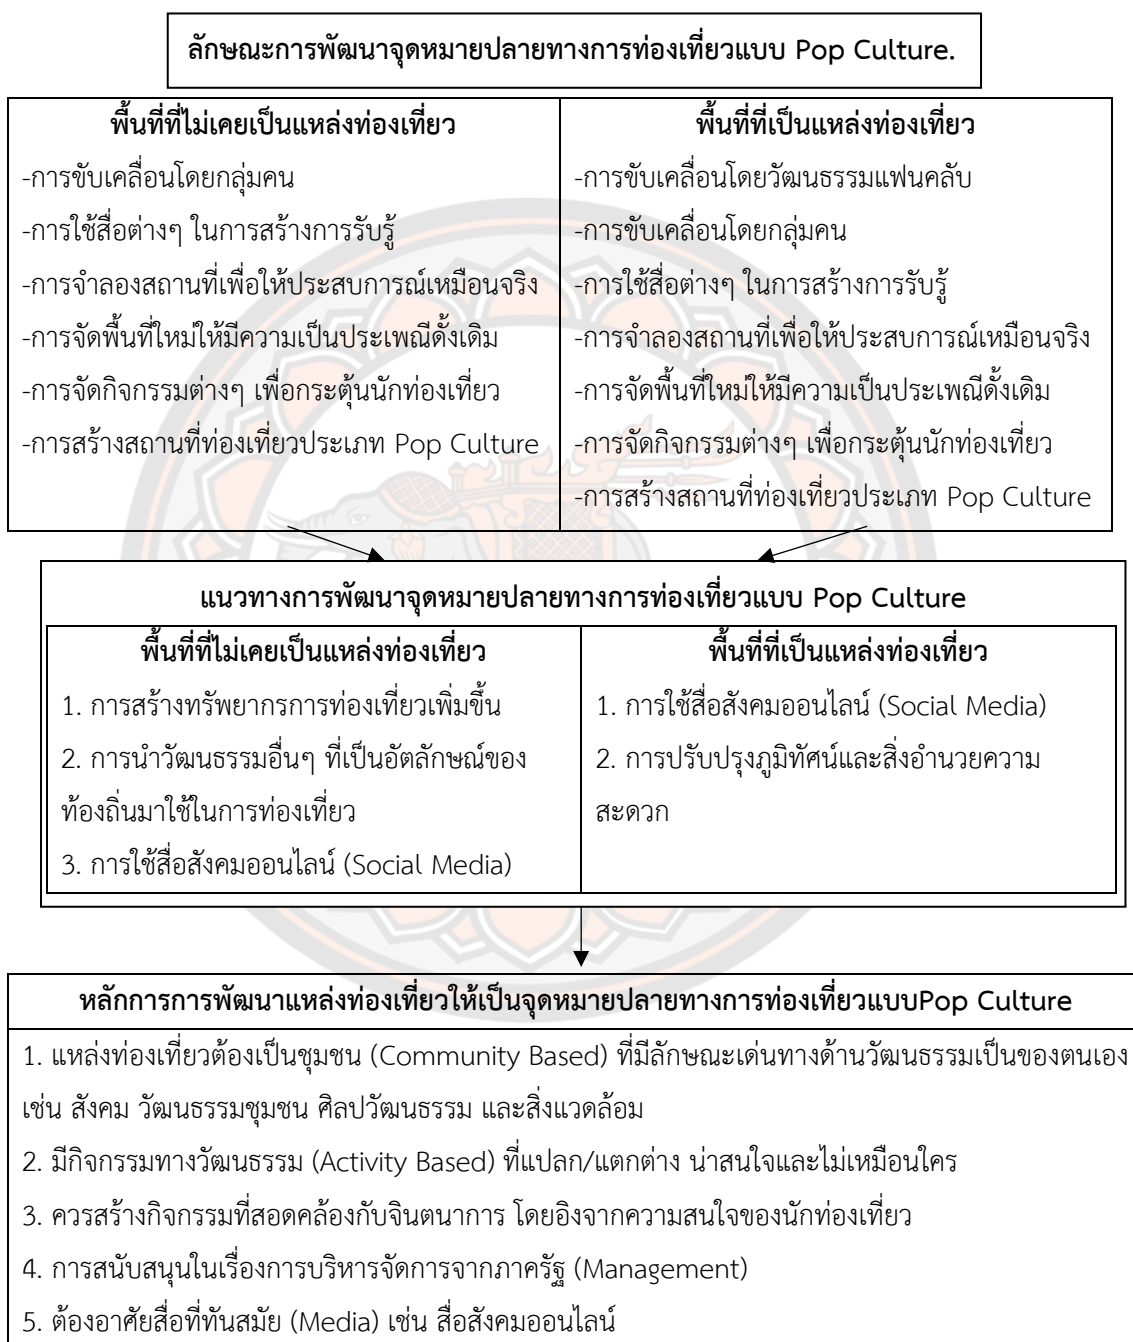 ลักษณะการพัฒนาจุดหมายปลายทางการท่องเที่ยวแบบ Pop Culture.
พื้นที่ที่ไม่เคยเป็นแหล่งท่องเที่ยว
-การขับเคลื่อนโดยกลุ่มคน
-การใช้สื่อต่างๆ ในการสร้างการรับรู้
-การจำลองสถานที่เพื่อให้ประสบการณ์เหมือนจริง
-การจัดพื้นที่ใหม่ให้มีความเป็นประเพณีดั้งเดิม
-การจัดกิจกรรมต่างๆ เพื่อกระตุ้นนักท่องเที่ยว
-การสร้างสถานที่ท่องเที่ยวประเภท Pop Culture
พื้นที่ที่เป็นแหล่งท่องเที่ยว
-การขับเคลื่อนโดยวัฒนธรรมแฟนคลับ
-การขับเคลื่อนโดยกลุ่มคน
-การใช้สื่อต่างๆ ในการสร้างการรับรู้
-การจำลองสถานที่เพื่อให้ประสบการณ์เหมือนจริง
-การจัดพื้นที่ใหม่ให้มีความเป็นประเพณีดั้งเดิม
-การจัดกิจกรรมต่างๆ เพื่อกระตุ้นนักท่องเที่ยว
-การสร้างสถานที่ท่องเที่ยวประเภท Pop Culture
แนวทางการพัฒนาจุดหมายปลายทางการท่องเที่ยวแบบ Pop Culture
พื้นที่ที่ไม่เคยเป็นแหล่งท่องเที่ยว
1. การสร้างทรัพยากรการท่องเที่ยวเพิ่มขึ้น
2. การนำวัฒนธรรมอื่นๆ ที่เป็นอัตลักษณ์ของ
ท้องถิ่นมาใช้ในการท่องเที่ยว
3. การใช้สื่อสังคมออนไลน์ (Social Media)
พื้นที่ที่เป็นแหล่งท่องเที่ยว
1. การใช้สื่อสังคมออนไลน์ (Social Media)
2. การปรับปรุงภูมิทัศน์และสิ่งอำนวยความ
สะดวก
หลักการการพัฒนาแหล่งท่องเที่ยวให้เป็นจุดหมายปลายทางการท่องเที่ยวแบบPop Culture
1. แหล่งท่องเที่ยวต้องเป็นชุมชน (Community Based) ที่มีลักษณะเด่นทางด้านวัฒนธรรมเป็นของตนเอง
เช่น สังคม วัฒนธรรมชุมชน ศิลปวัฒนธรรม และสิ่งแวดล้อม
2. มีกิจกรรมทางวัฒนธรรม (Activity Based) ที่แปลก/แตกต่าง น่าสนใจและไม่เหมือนใคร
3. ควรสร้างกิจกรรมที่สอดคล้องกับจินตนาการ โดยอิงจากความสนใจของนักท่องเที่ยว
4. การสนับสนุนในเรื่องการบริหารจัดการจากภาครัฐ (Management)
5. ต้องอาศัยสื่อที่ทันสมัย (Media) เช่น สื่อสังคมออนไลน์